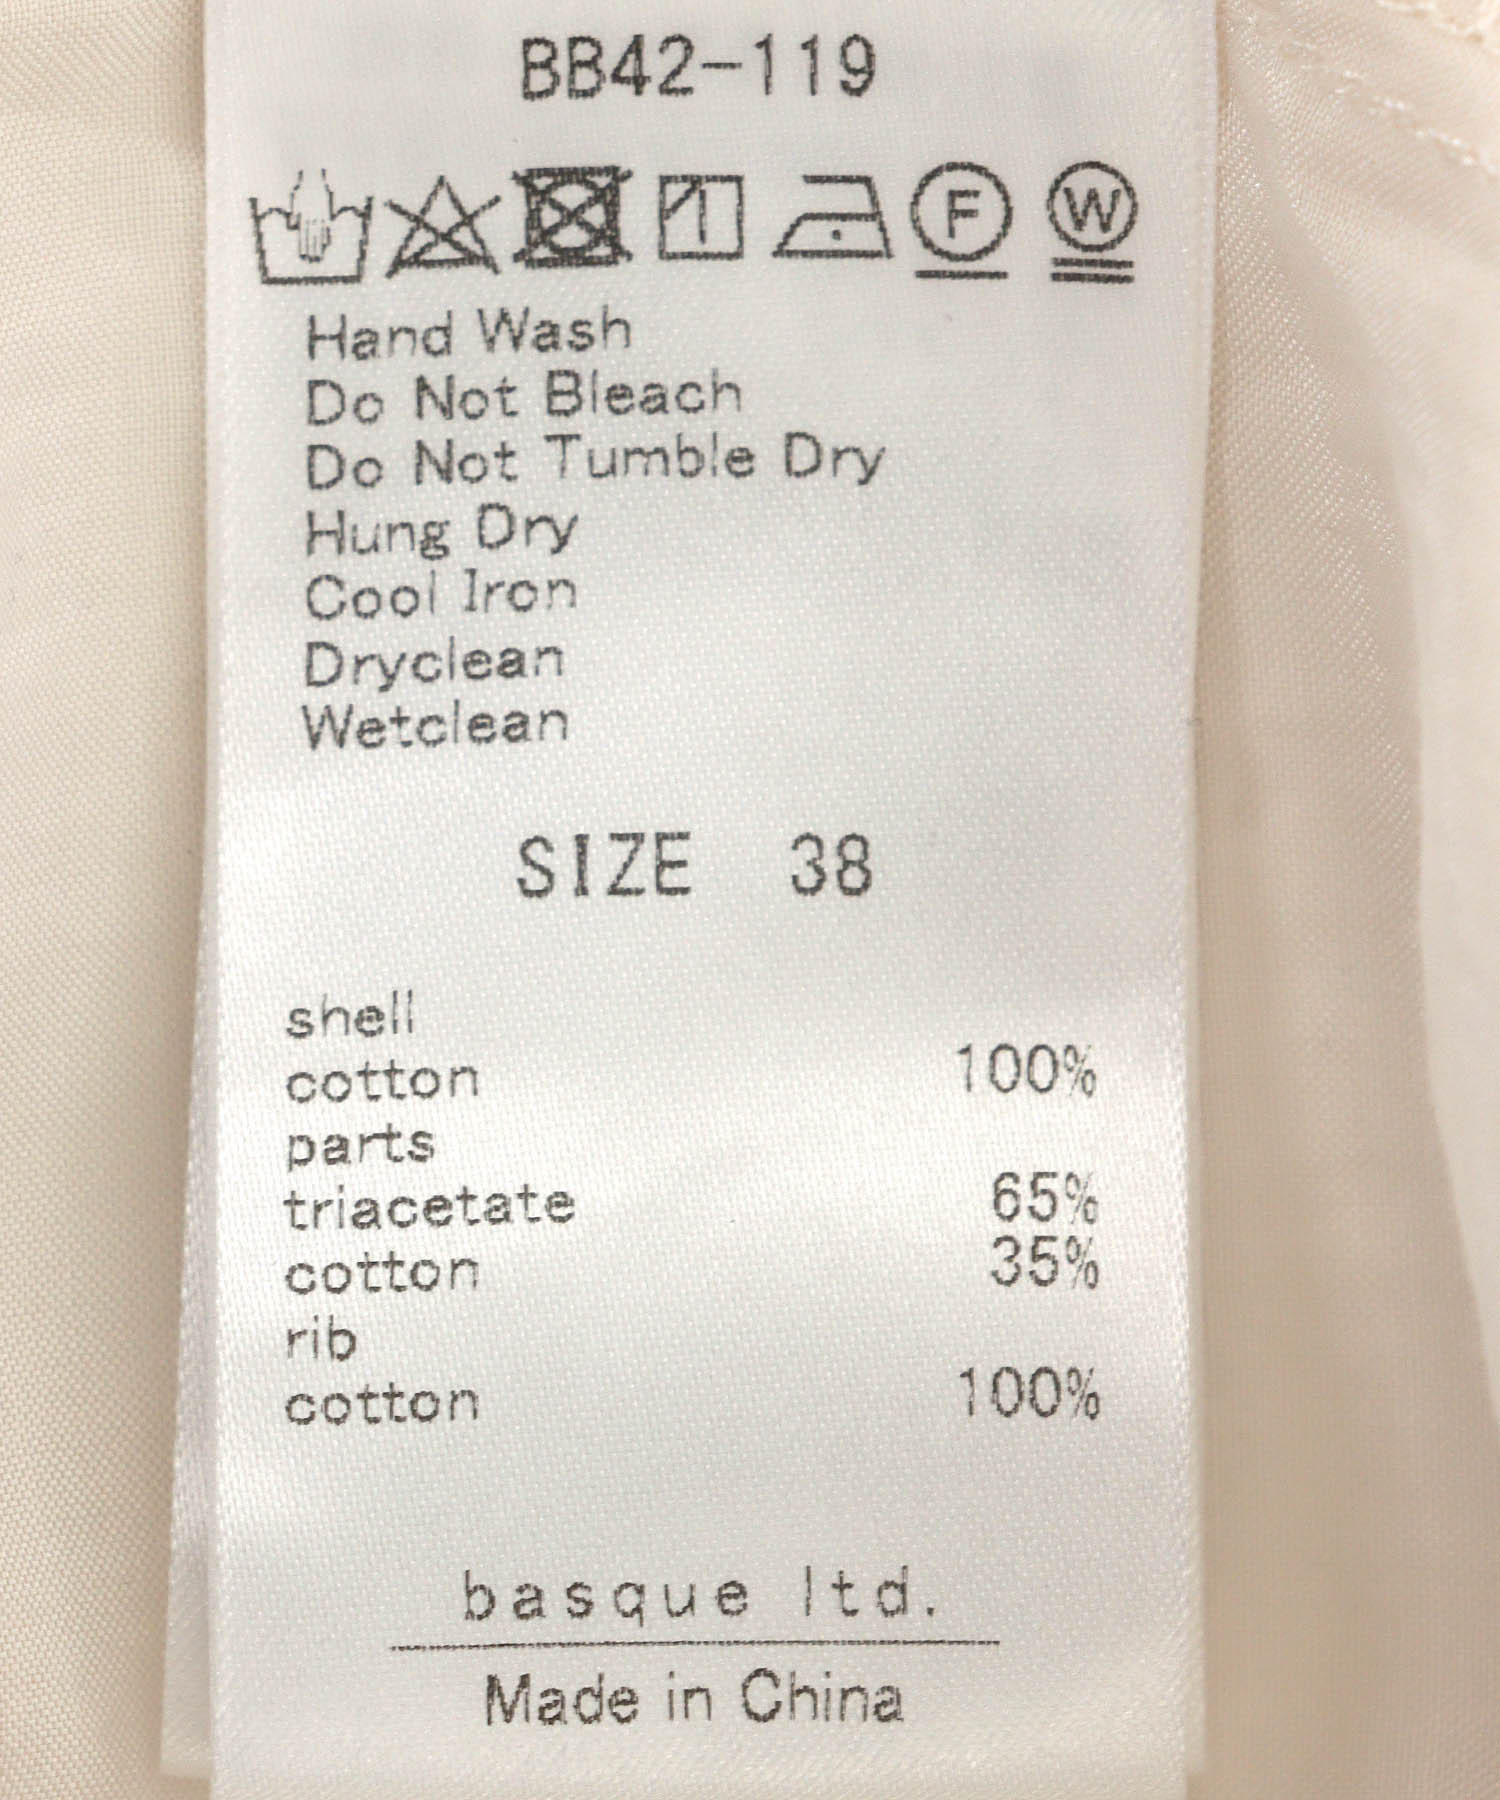 BB42-119
F W
Hand Wash
Do Not Bleach
Do Not Tumble Dry
Hung Dry
Cool Iron
Dryclean
Wetclean
SIZE 38
shell
cotton 100%
parts
triacetate 65%
cotton 35%
rib
cotton 100%
basque ltd.
Made in China